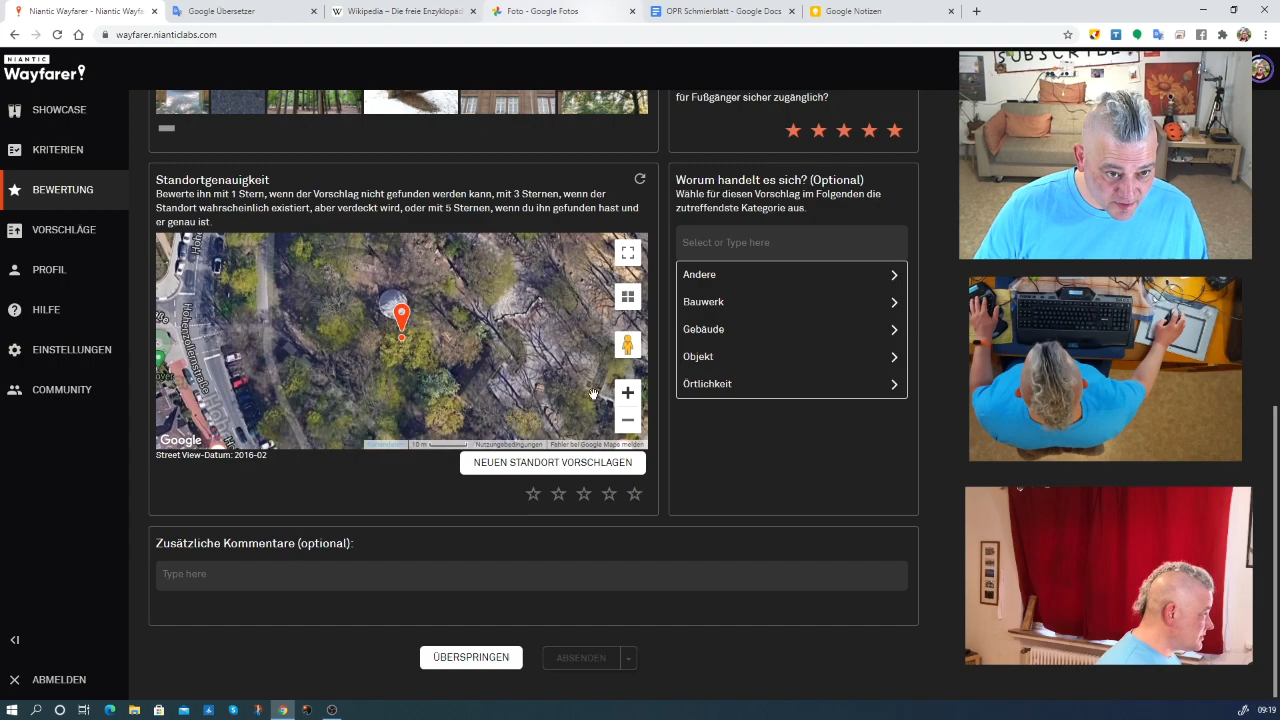 Niantic Wayfarer - Niantic Wayfa
Google Übersetzer
Wikipedia – Die freie Enzyklopäd
Foto - Google Fotos
OPR Schmierblatt - Google Docs
Google Notizen
wayfarer.nianticlabs.com
NIANTIC
Wayfarer
SUBSCRIBE
SHOWCASE
KRITERIEN
BEWERTUNG
VORSCHLÄGE
PROFIL
HILFE
EINSTELLUNGEN
COMMUNITY
ABMELDEN
für Fußgänger sicher zugänglich?
Standortgenauigkeit
Bewerte ihn mit 1 Stern, wenn der Vorschlag nicht gefunden werden kann, mit 3 Sternen, wenn der
Standort wahrscheinlich existiert, aber verdeckt wird, oder mit 5 Sternen, wenn du ihn gefunden hast und
er genau ist.
Hohenzollernstraße
Google
10 m
Nutzungsbedingungen
Fehler bei Google Maps melden
Street View-Datum: 2016-02
NEUEN STANDORT VORSCHLAGEN
Worum handelt es sich? (Optional)
Wähle für diesen Vorschlag im Folgenden die
zutreffendste Kategorie aus.
Select or Type here
Andere
Bauwerk
Gebäude
Objekt
Örtlichkeit
Zusätzliche Kommentare (optional):
Type here
ÜBERSPRINGEN
ABSENDEN
09:19